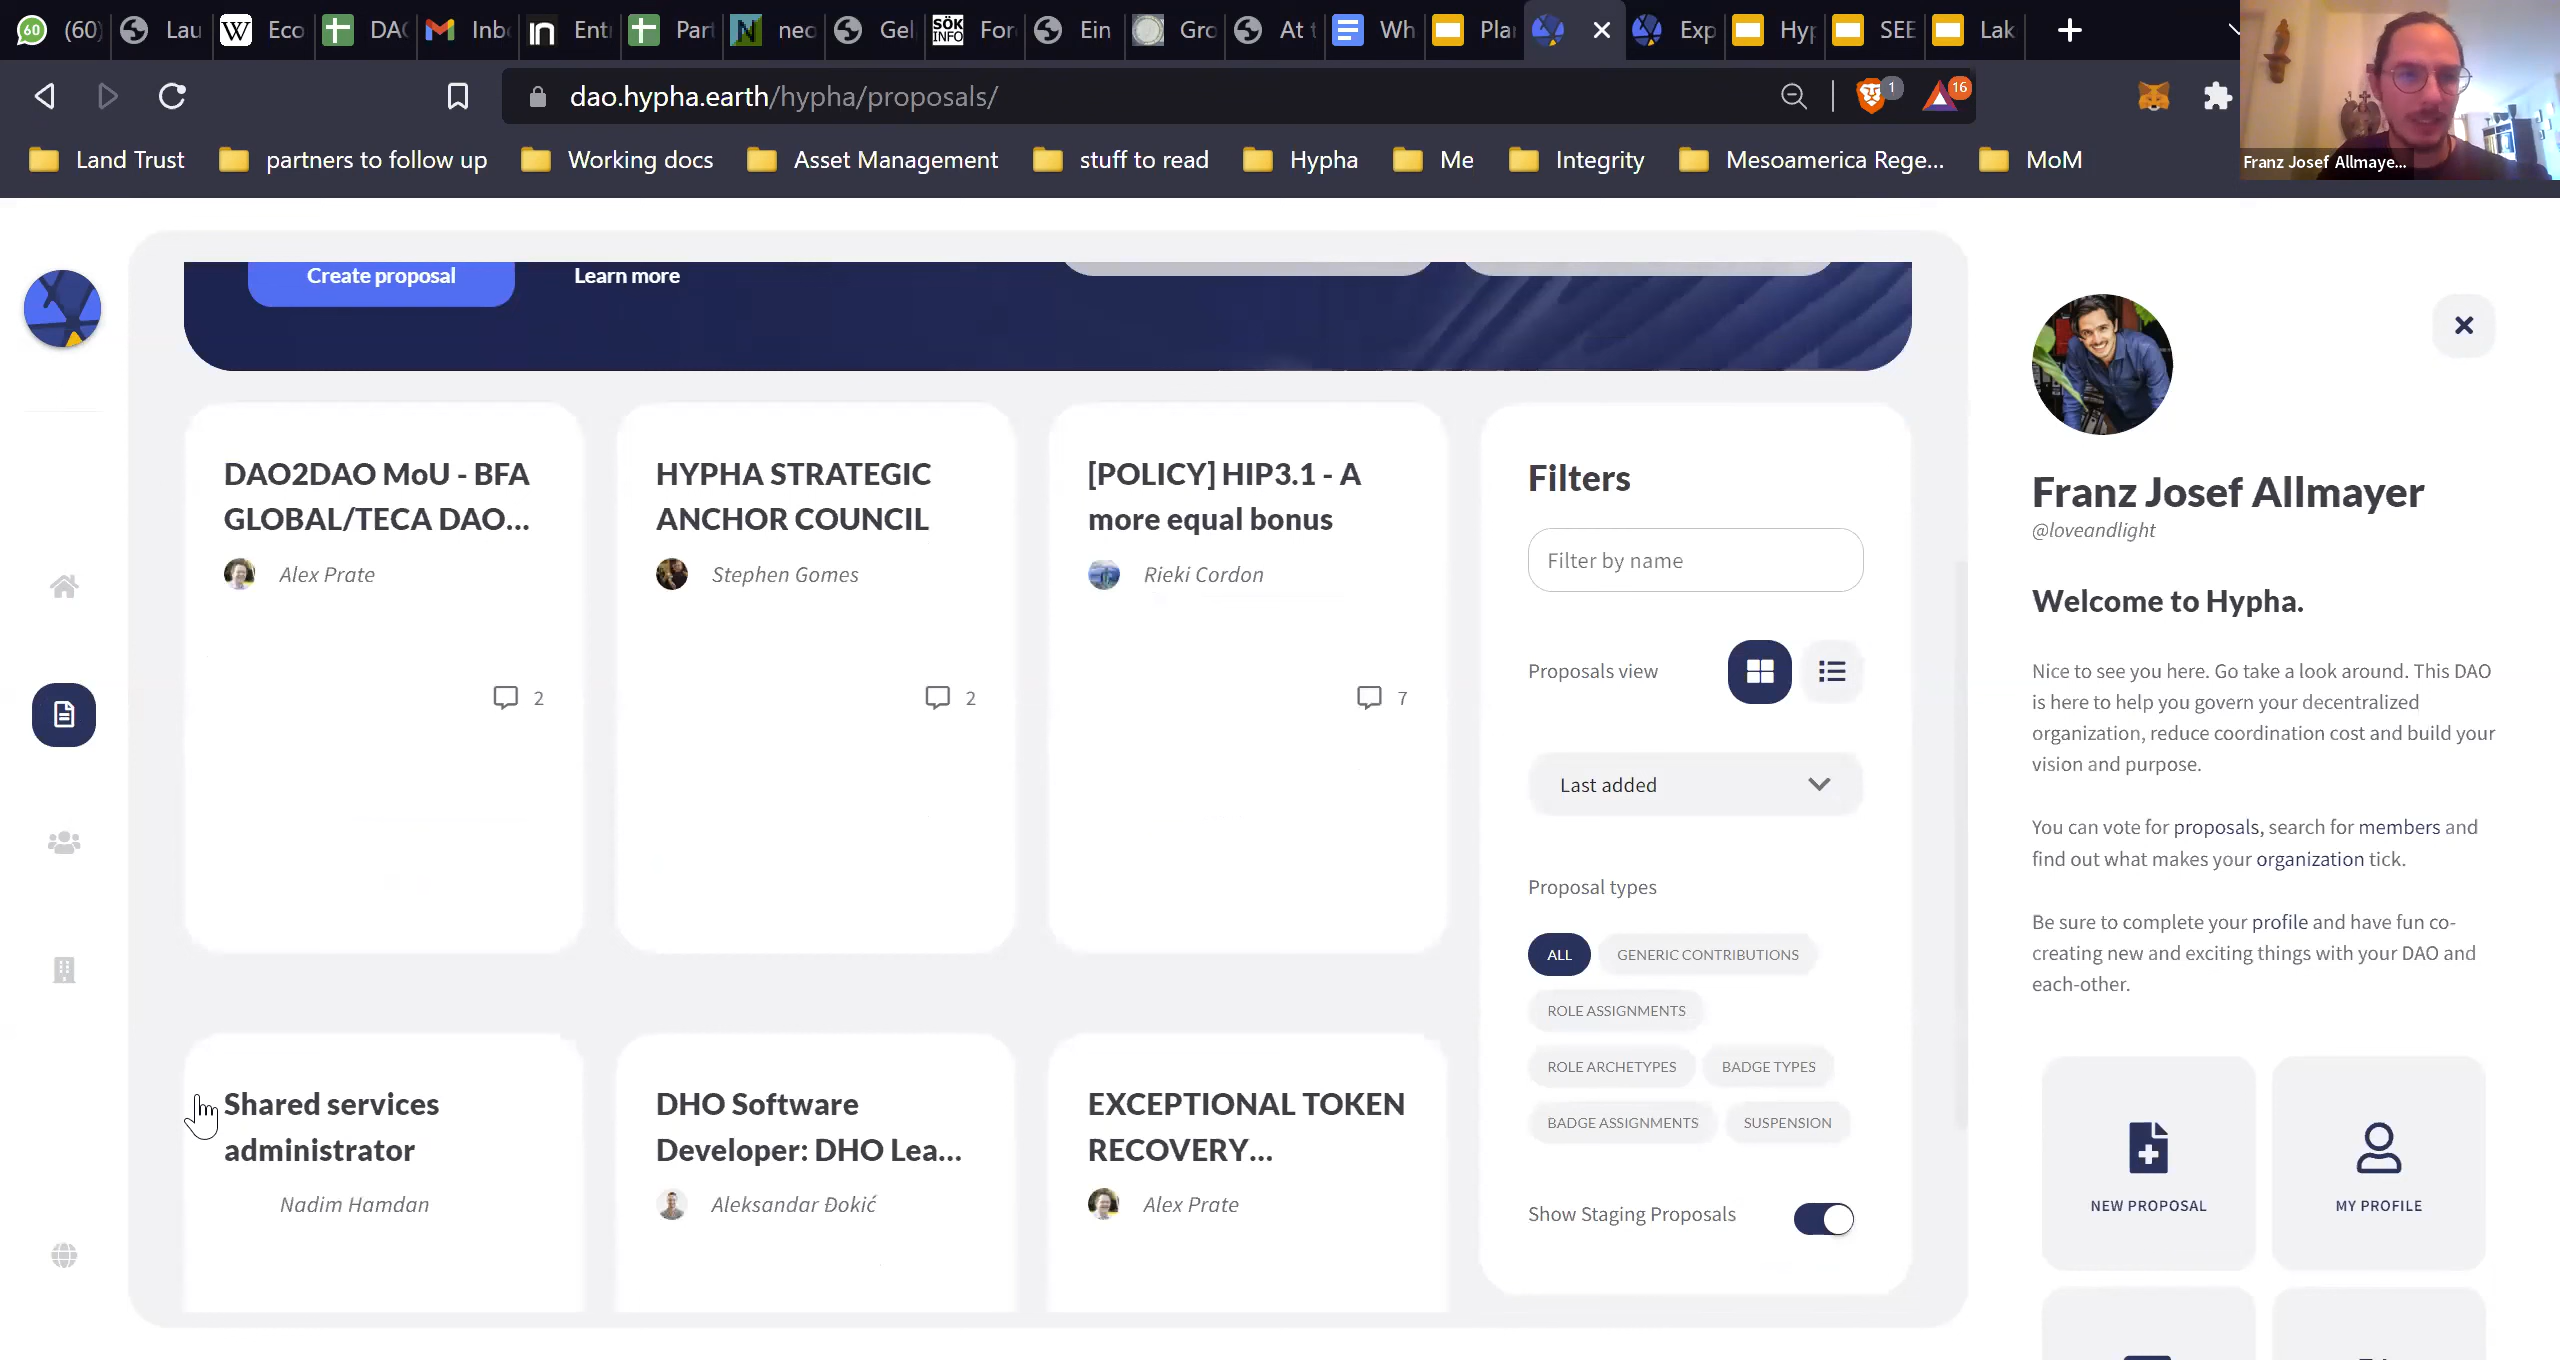 60 (60) Lau Eco DAO Inb Ent Part neo Gel SÖK INFO For Ein Gro At t Wh Pla Exp Hyp SEE Lak
dao.hypha.earth/hypha/proposals/ 1 16
Land Trust partners to follow up Working docs Asset Management stuff to read Hypha Me Integrity Mesoamerica Rege... MoM
Franz Josef Allmaye...
Create proposal Learn more
DAO2DAO MoU - BFA
GLOBAL/TECA DAO...
Alex Prate
2
HYPHA STRATEGIC
ANCHOR COUNCIL
Stephen Gomes
2
[POLICY] HIP3.1 - A
more equal bonus
Rieki Cordon
7
Shared services
administrator
Nadim Hamdan
DHO Software
Developer: DHO Lea...
Aleksandar Đokić
EXCEPTIONAL TOKEN
RECOVERY...
Alex Prate
Filters
Filter by name
Proposals view
Last added
Proposal types
ALL GENERIC CONTRIBUTIONS
ROLE ASSIGNMENTS
ROLE ARCHETYPES BADGE TYPES
BADGE ASSIGNMENTS SUSPENSION
Show Staging Proposals
Franz Josef Allmayer
@loveandlight
Welcome to Hypha.
Nice to see you here. Go take a look around. This DAO
is here to help you govern your decentralized
organization, reduce coordination cost and build your
vision and purpose.
You can vote for proposals, search for members and
find out what makes your organization tick.
Be sure to complete your profile and have fun co-
creating new and exciting things with your DAO and
each-other.
NEW PROPOSAL MY PROFILE